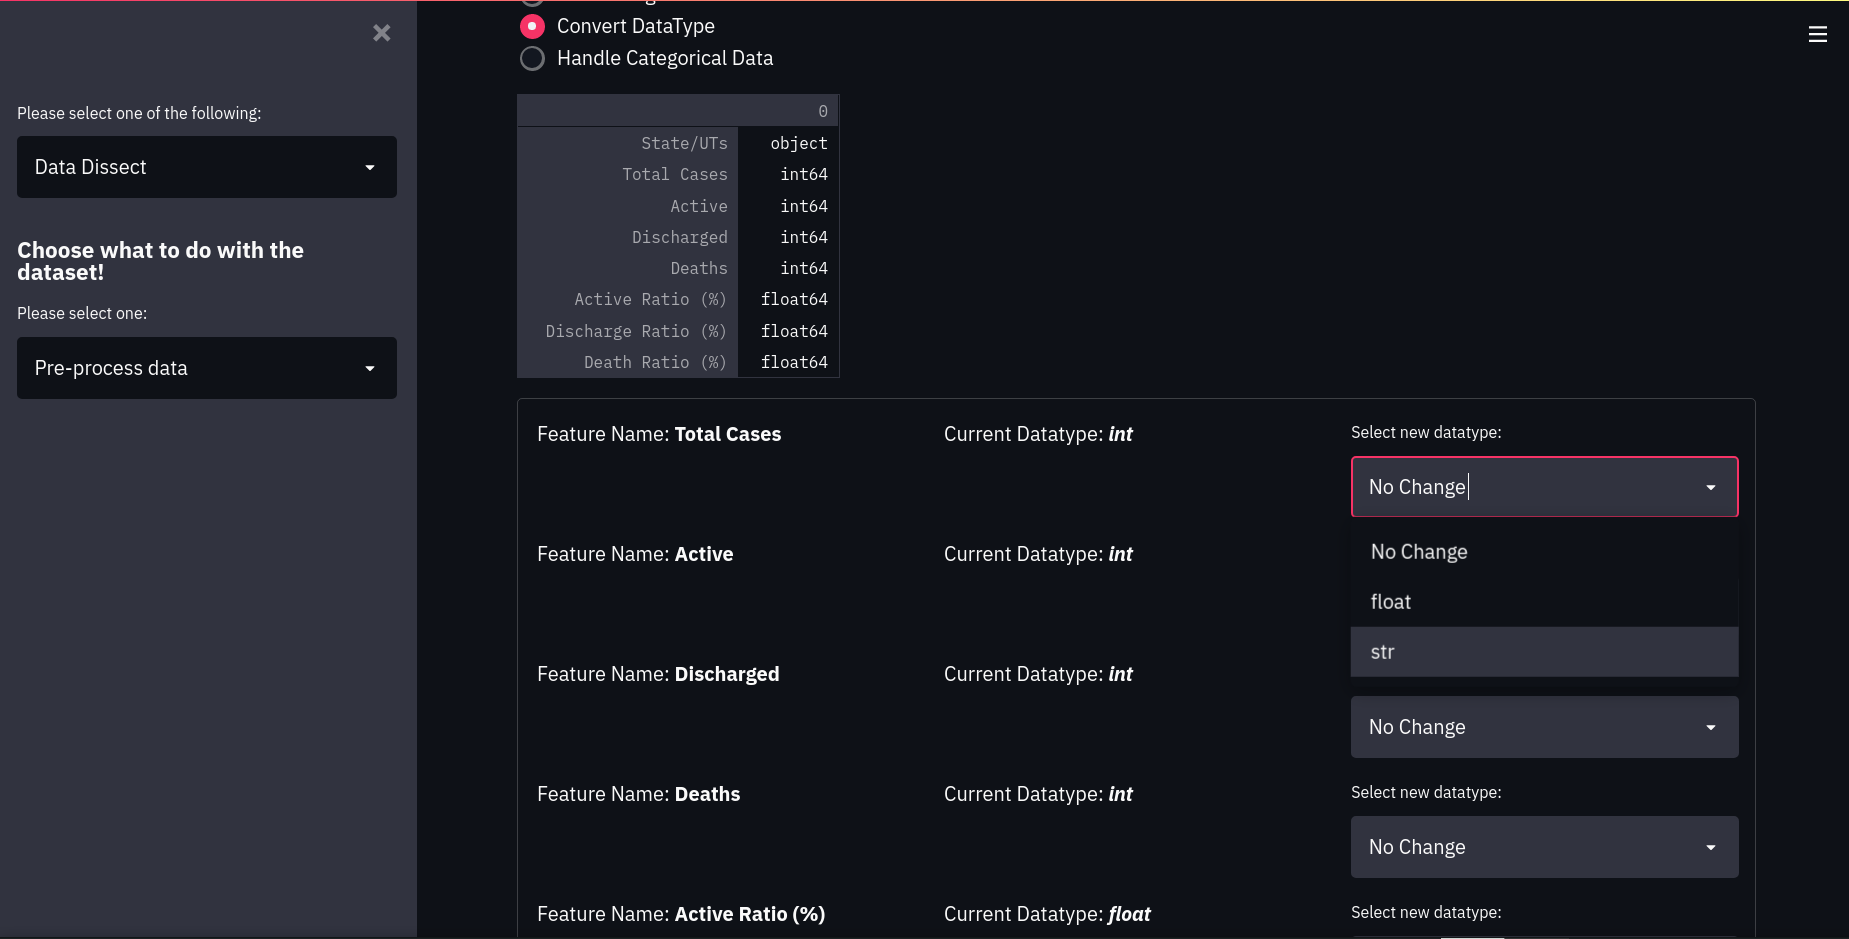 Convert DataType
Handle Categorical Data
Please select one of the following:
Data Dissect
Choose what to do with the
dataset!
Please select one:
Pre-process data
0
State/UTs object
Total Cases int64
Active int64
Discharged int64
Deaths int64
Active Ratio (%) float64
Discharge Ratio (%) float64
Death Ratio (%) float64
Feature Name: Total Cases
Current Datatype: int
Select new datatype:
No Change
No Change
float
str
Feature Name: Active
Current Datatype: int
Feature Name: Discharged
Current Datatype: int
No Change
Feature Name: Deaths
Current Datatype: int
Select new datatype:
No Change
Feature Name: Active Ratio (%)
Current Datatype: float
Select new datatype: